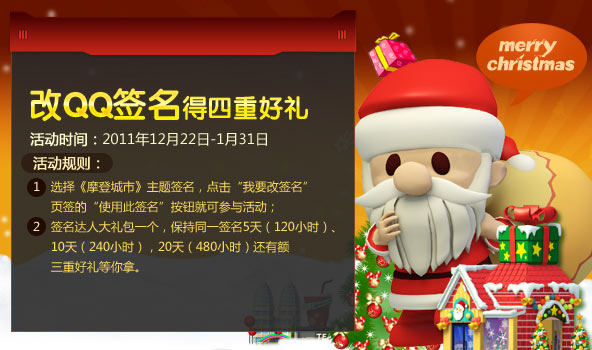 merry
christmas
改QQ签名得四重好礼
活动时间：2011年12月22日-1月31日
活动规则：
1 选择《摩登城市》主题签名，点击“我要改签名”
页签的“使用此签名”按钮就可参与活动；
2 签名达人大礼包一个，保持同一签名5天（120小时）、
10天（240小时），20天（480小时）还有额
三重好礼等你拿。